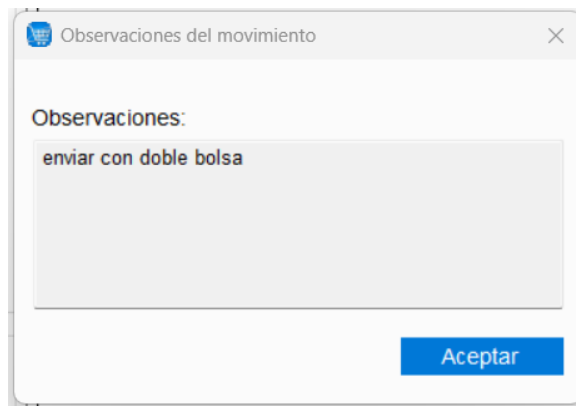 Observaciones del movimiento
Observaciones:
enviar con doble bolsa
Aceptar